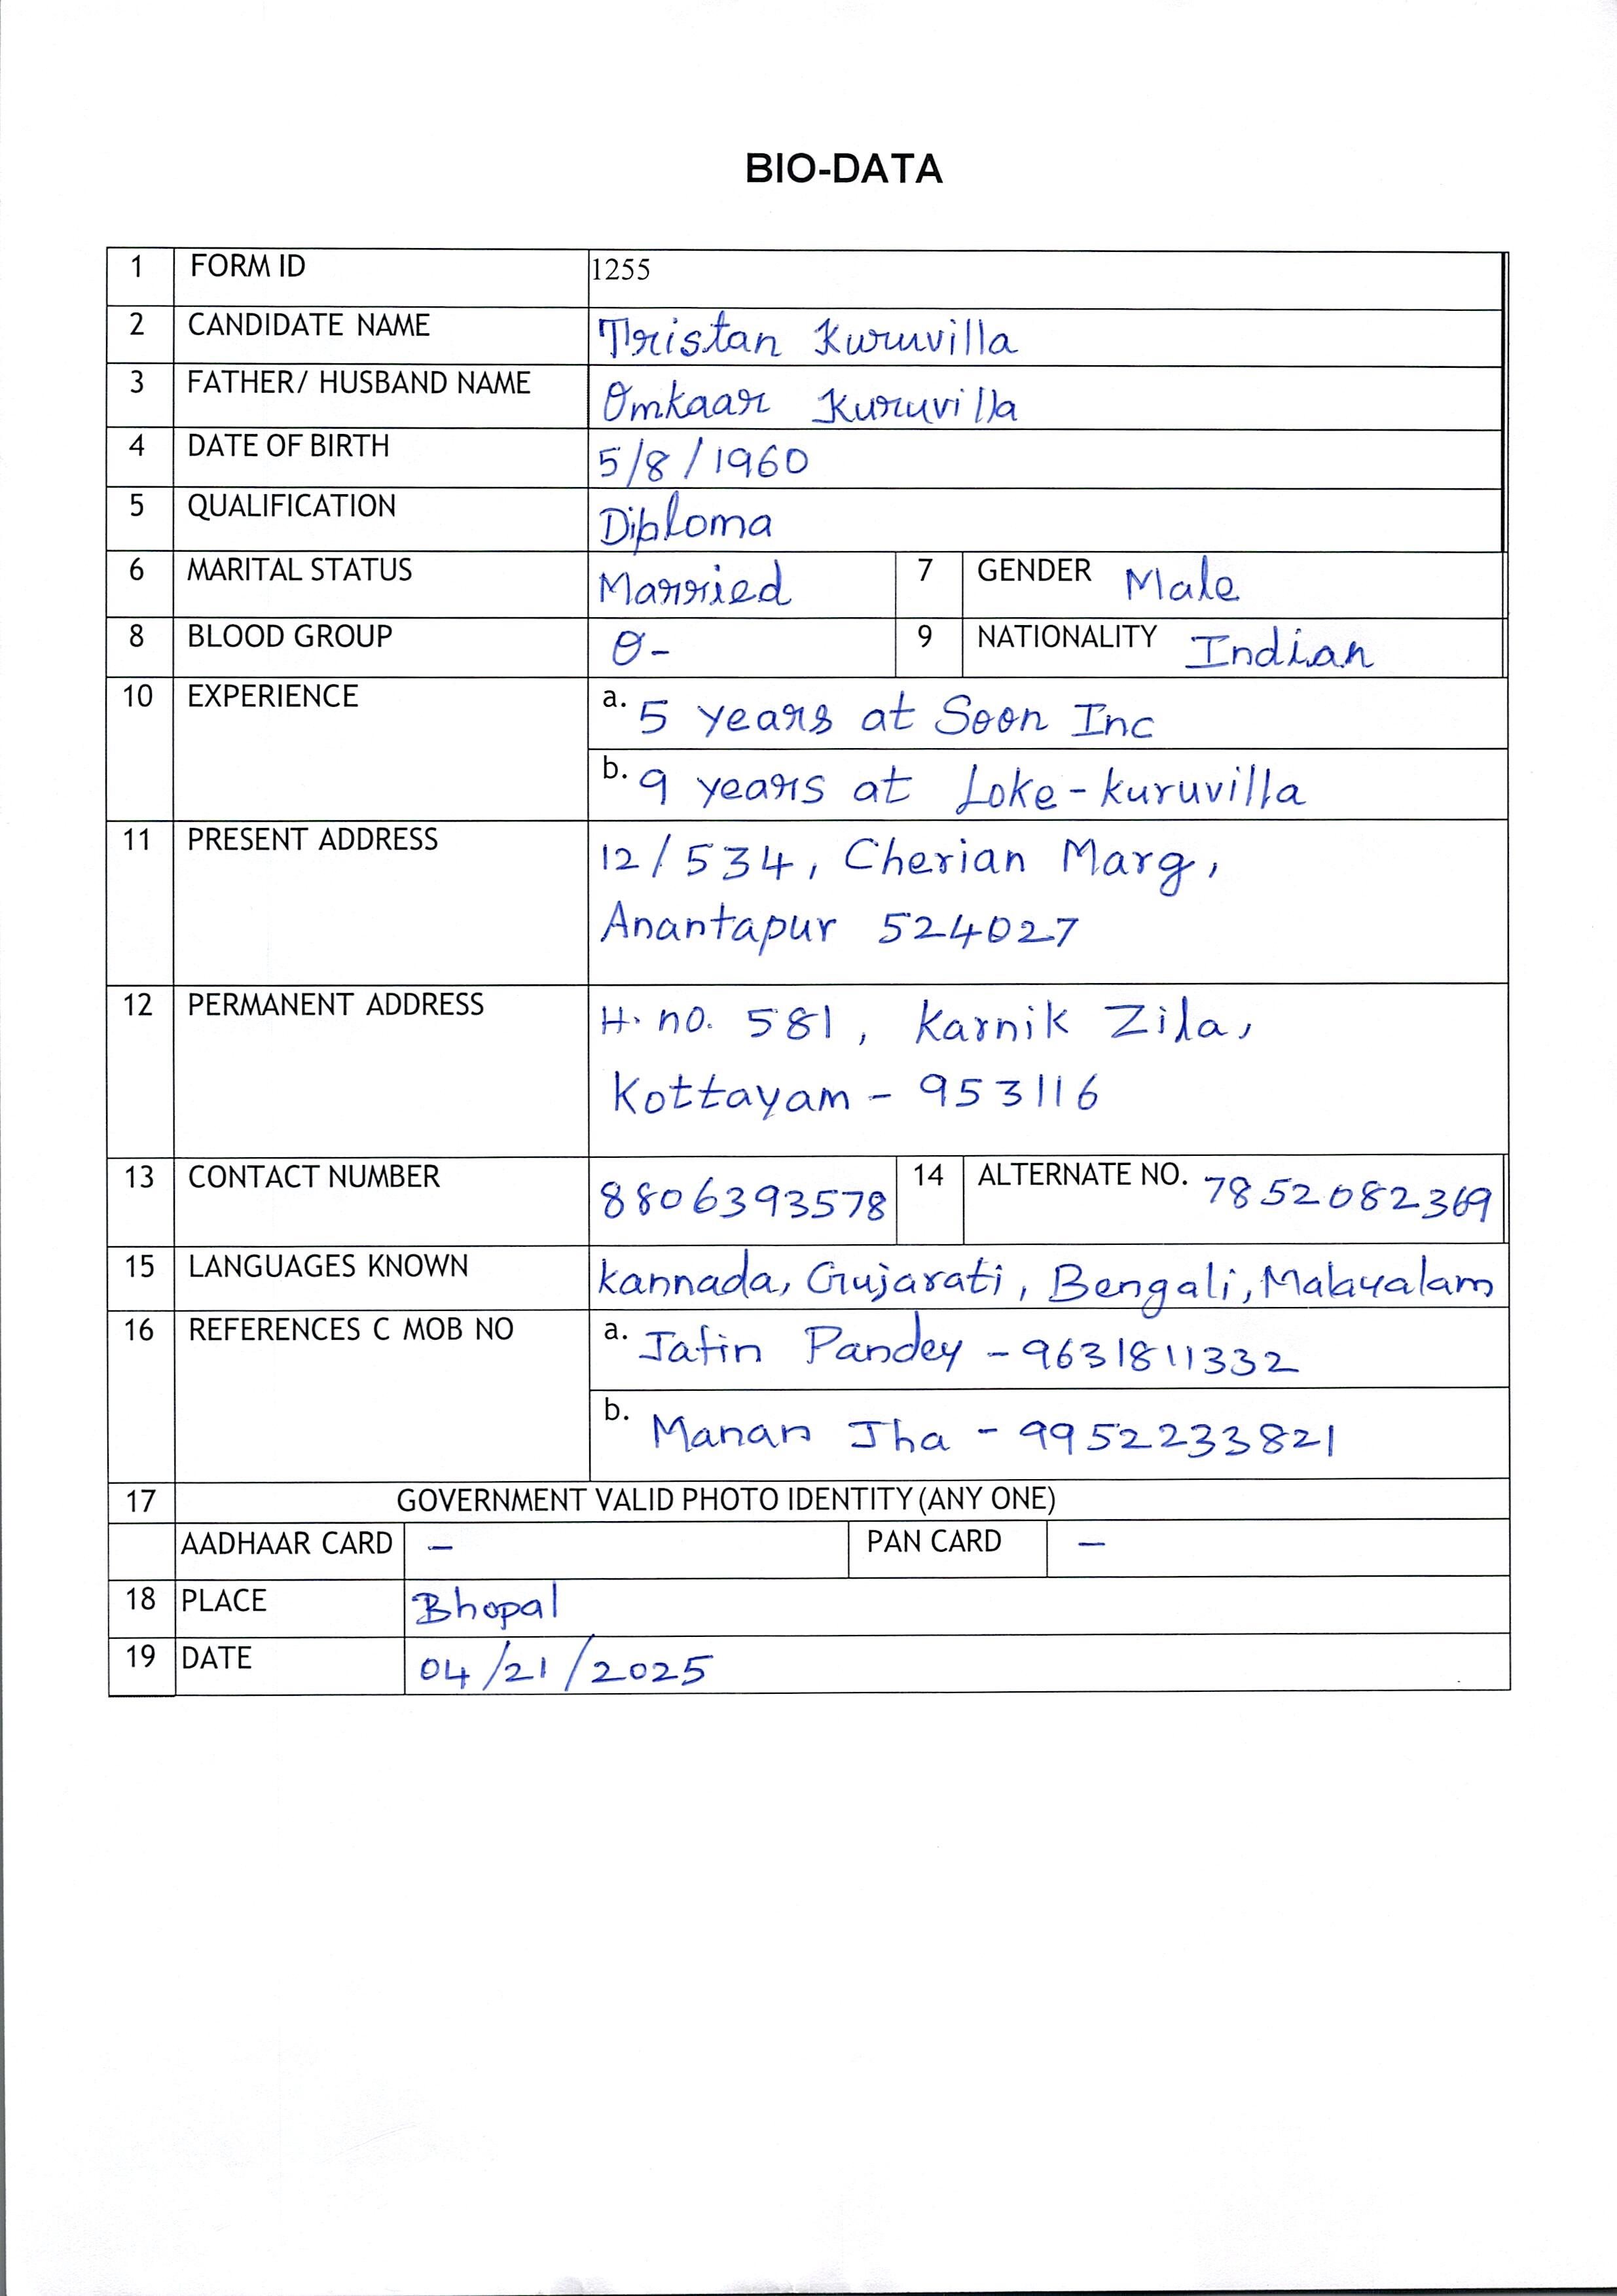 BIO-DATA
1 FORM ID 1255
2 CANDIDATE NAME Tristan Kuruvilla
3 FATHER/ HUSBAND NAME Omkaar Kuruvilla
4 DATE OF BIRTH 5/8/1960
5 QUALIFICATION Diploma
6 MARITAL STATUS Married 7 GENDER Male
8 BLOOD GROUP O- 9 NATIONALITY Indian
10 EXPERIENCE a. 5 years at Soon Inc
b. 9 years at Loke-kuruvilla
11 PRESENT ADDRESS 12/534, Cherian Marg,
Anantapur 524027
12 PERMANENT ADDRESS H. no. 581, Karnik Zila,
Kottayam - 953116
13 CONTACT NUMBER 8806393578 14 ALTERNATE NO. 7852082369
15 LANGUAGES KNOWN Kannada, Gujarati, Bengali, Malayalam
16 REFERENCES C MOB NO a. Jatin Pandey - 9631811332
b. Manan Jha - 9952233821
17 GOVERNMENT VALID PHOTO IDENTITY (ANY ONE)
AADHAAR CARD - PAN CARD -
18 PLACE Bhopal
19 DATE 04/21/2025